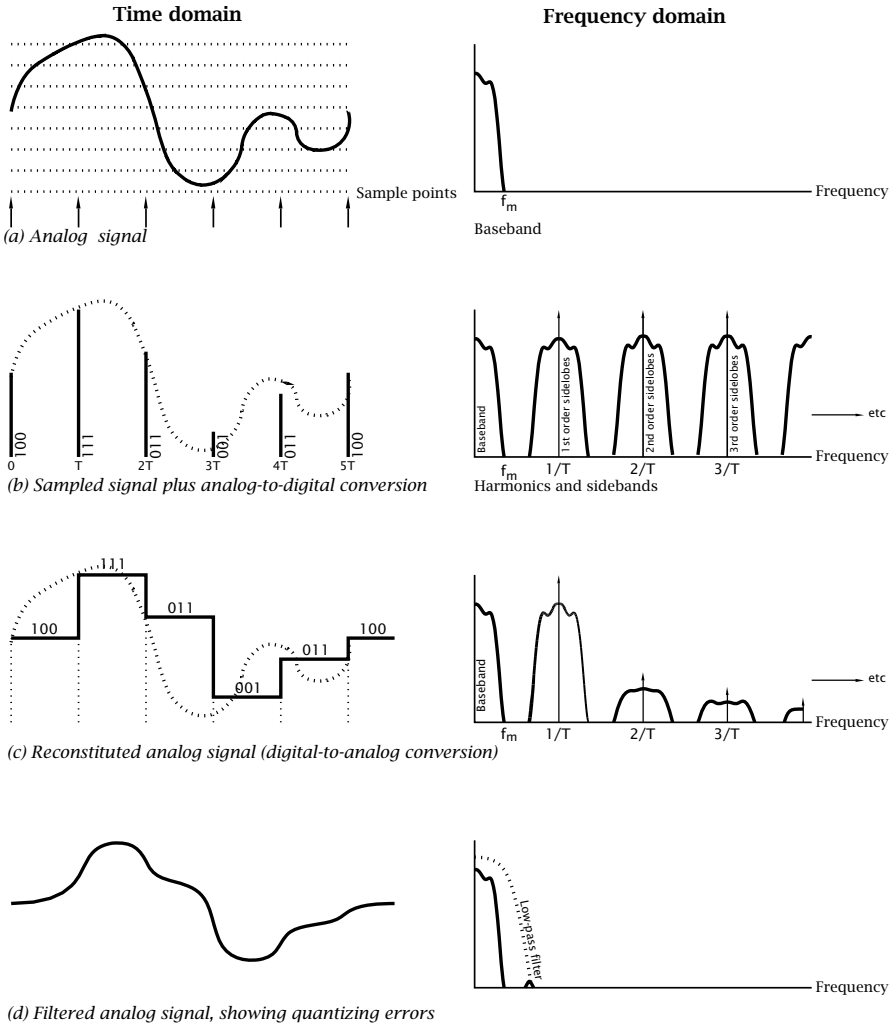 Time domain
Frequency domain
Sample points
(a) Analog signal
Frequency
fm
Baseband
100
111
011
001
011
100
0
T
2T
3T
4T
5T
(b) Sampled signal plus analog-to-digital conversion
Baseband
1st order sidelobes
2nd order sidelobes
3rd order sidelobes
etc
Frequency
fm
1/T
2/T
3/T
Harmonics and sidebands
100
111
011
001
011
100
(c) Reconstituted analog signal (digital-to-analog conversion)
Baseband
etc
Frequency
fm
1/T
2/T
3/T
(d) Filtered analog signal, showing quantizing errors
Low-pass filter
Frequency